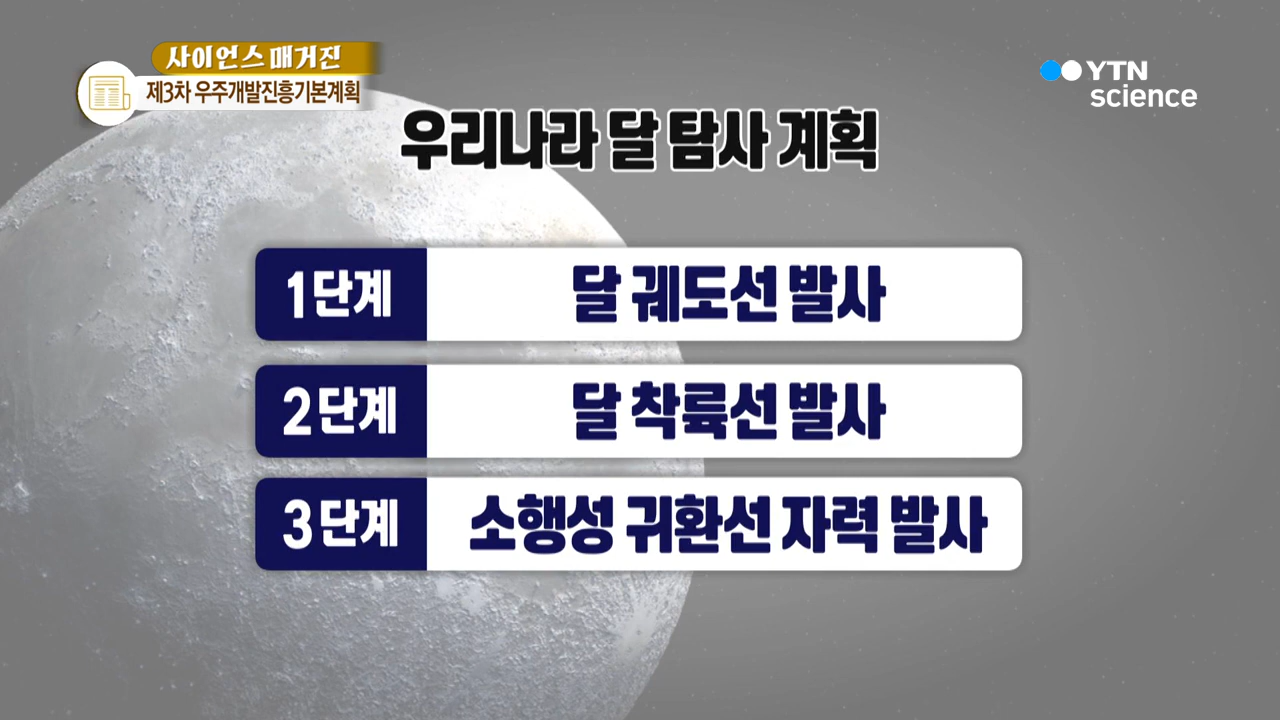 사이언스 매거진
제3차 우주개발진흥기본계획
YTN
science
우리나라 달 탐사 계획
1단계 달 궤도선 발사
2단계 달 착륙선 발사
3단계 소행성 귀환선 자력 발사